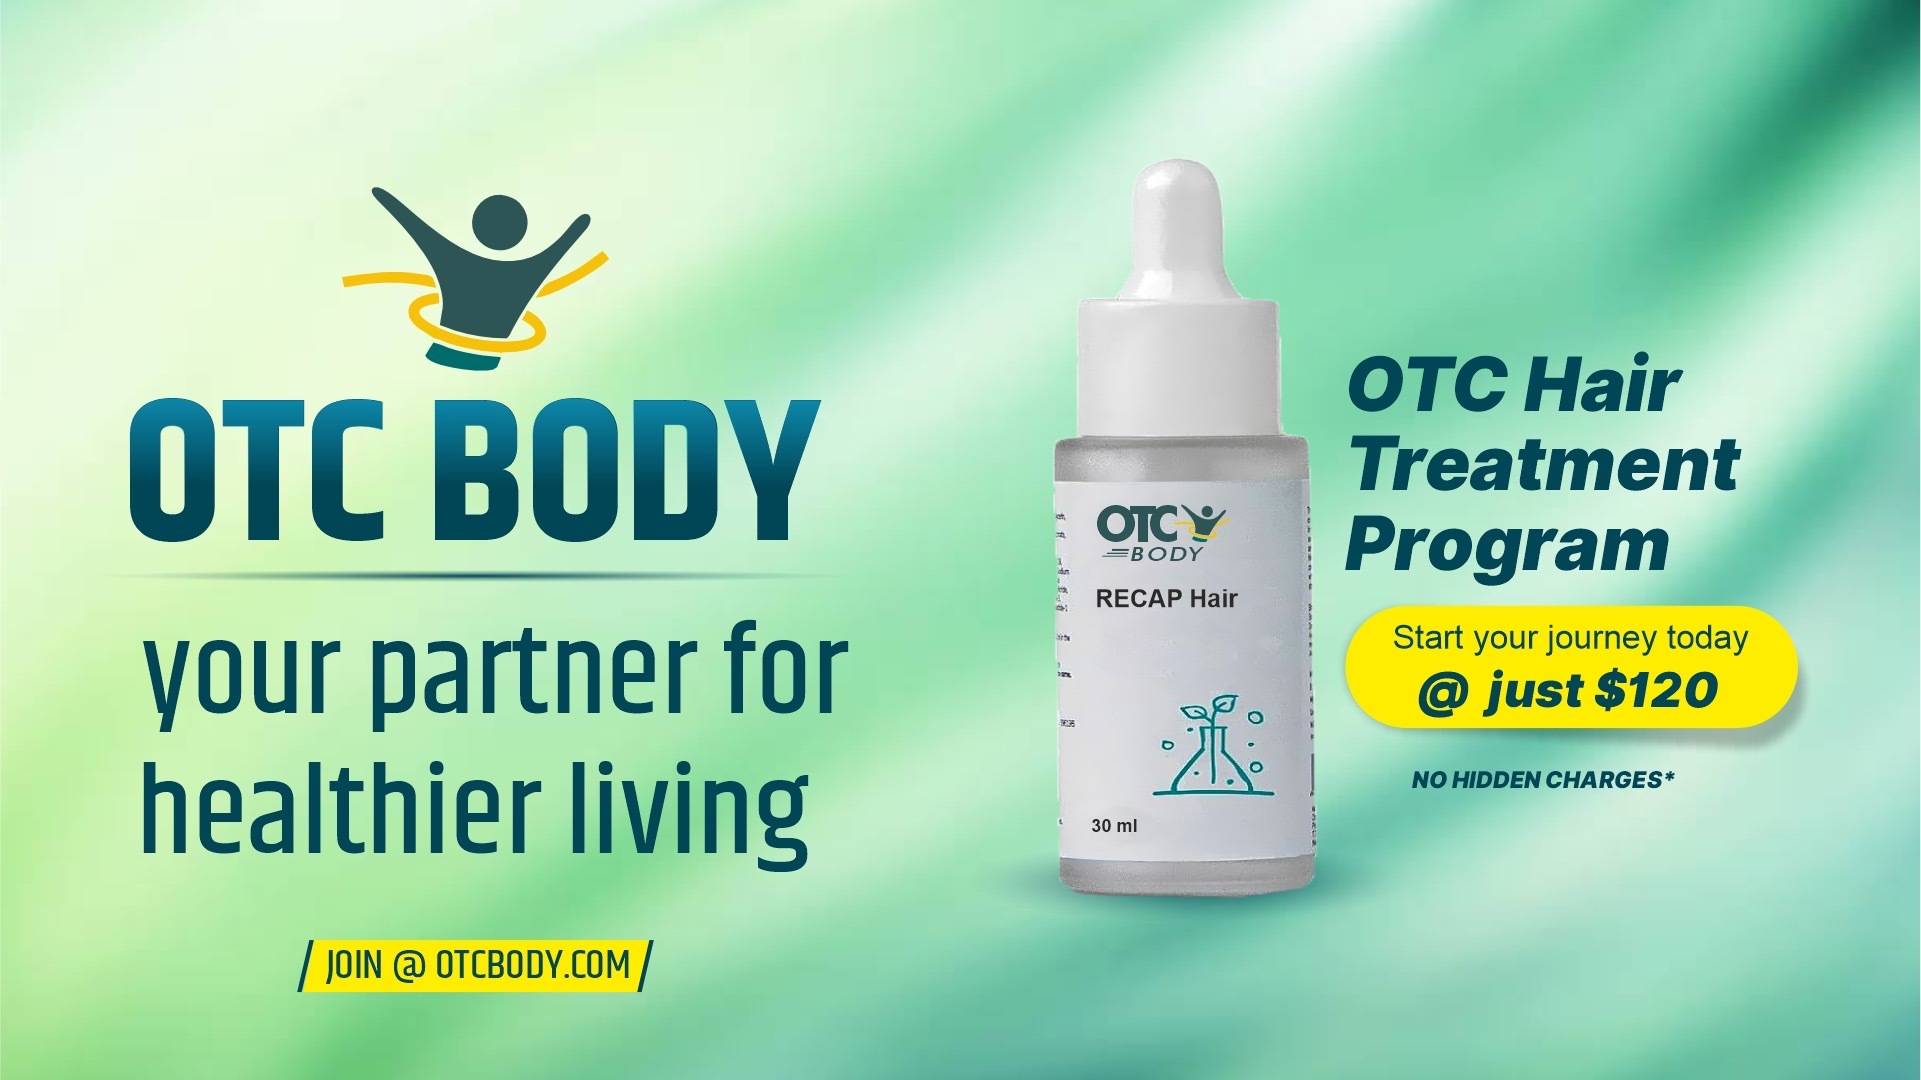 OTC BODY
your partner for
healthier living
JOIN @ OTCBODY.COM
OTC
BODY
RECAP Hair
30 ml
OTC Hair
Treatment
Program
Start your journey today
@ just $120
NO HIDDEN CHARGES*